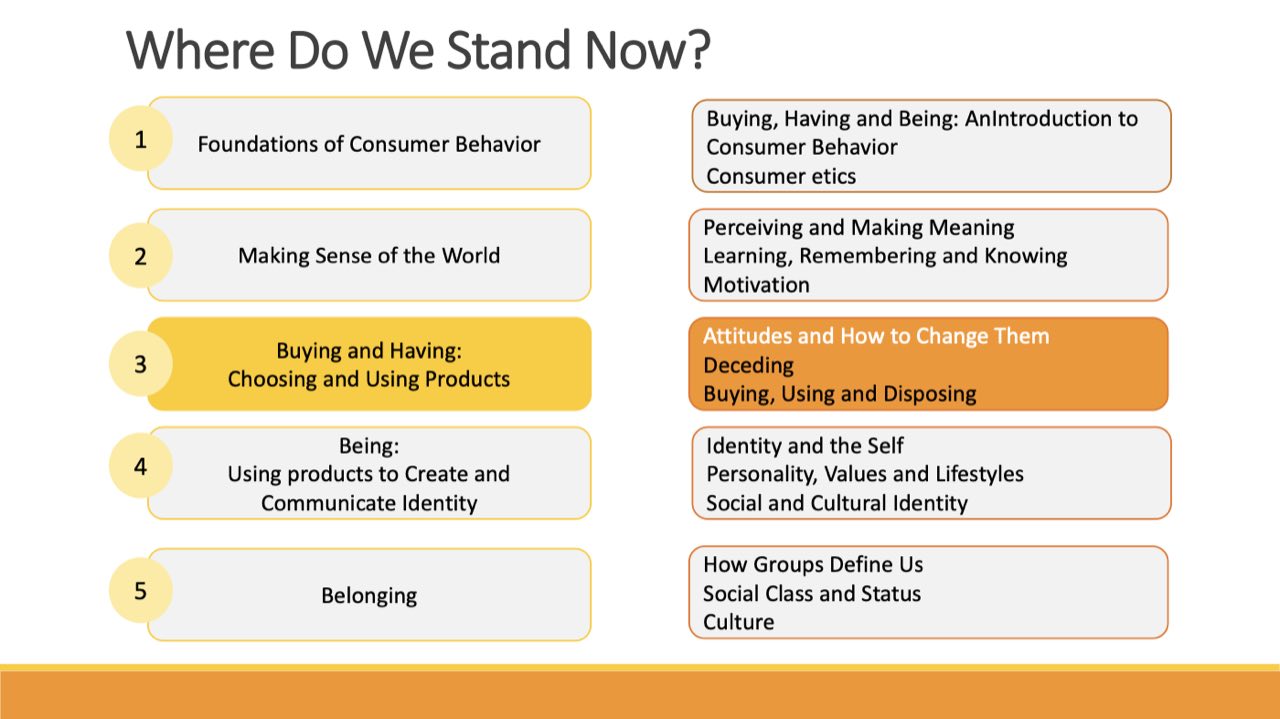 Where Do We Stand Now?
1
Foundations of Consumer Behavior
Buying, Having and Being: AnIntroduction to
Consumer Behavior
Consumer etics
2
Making Sense of the World
Perceiving and Making Meaning
Learning, Remembering and Knowing
Motivation
3
Buying and Having:
Choosing and Using Products
Attitudes and How to Change Them
Deceding
Buying, Using and Disposing
4
Being:
Using products to Create and
Communicate Identity
Identity and the Self
Personality, Values and Lifestyles
Social and Cultural Identity
5
Belonging
How Groups Define Us
Social Class and Status
Culture